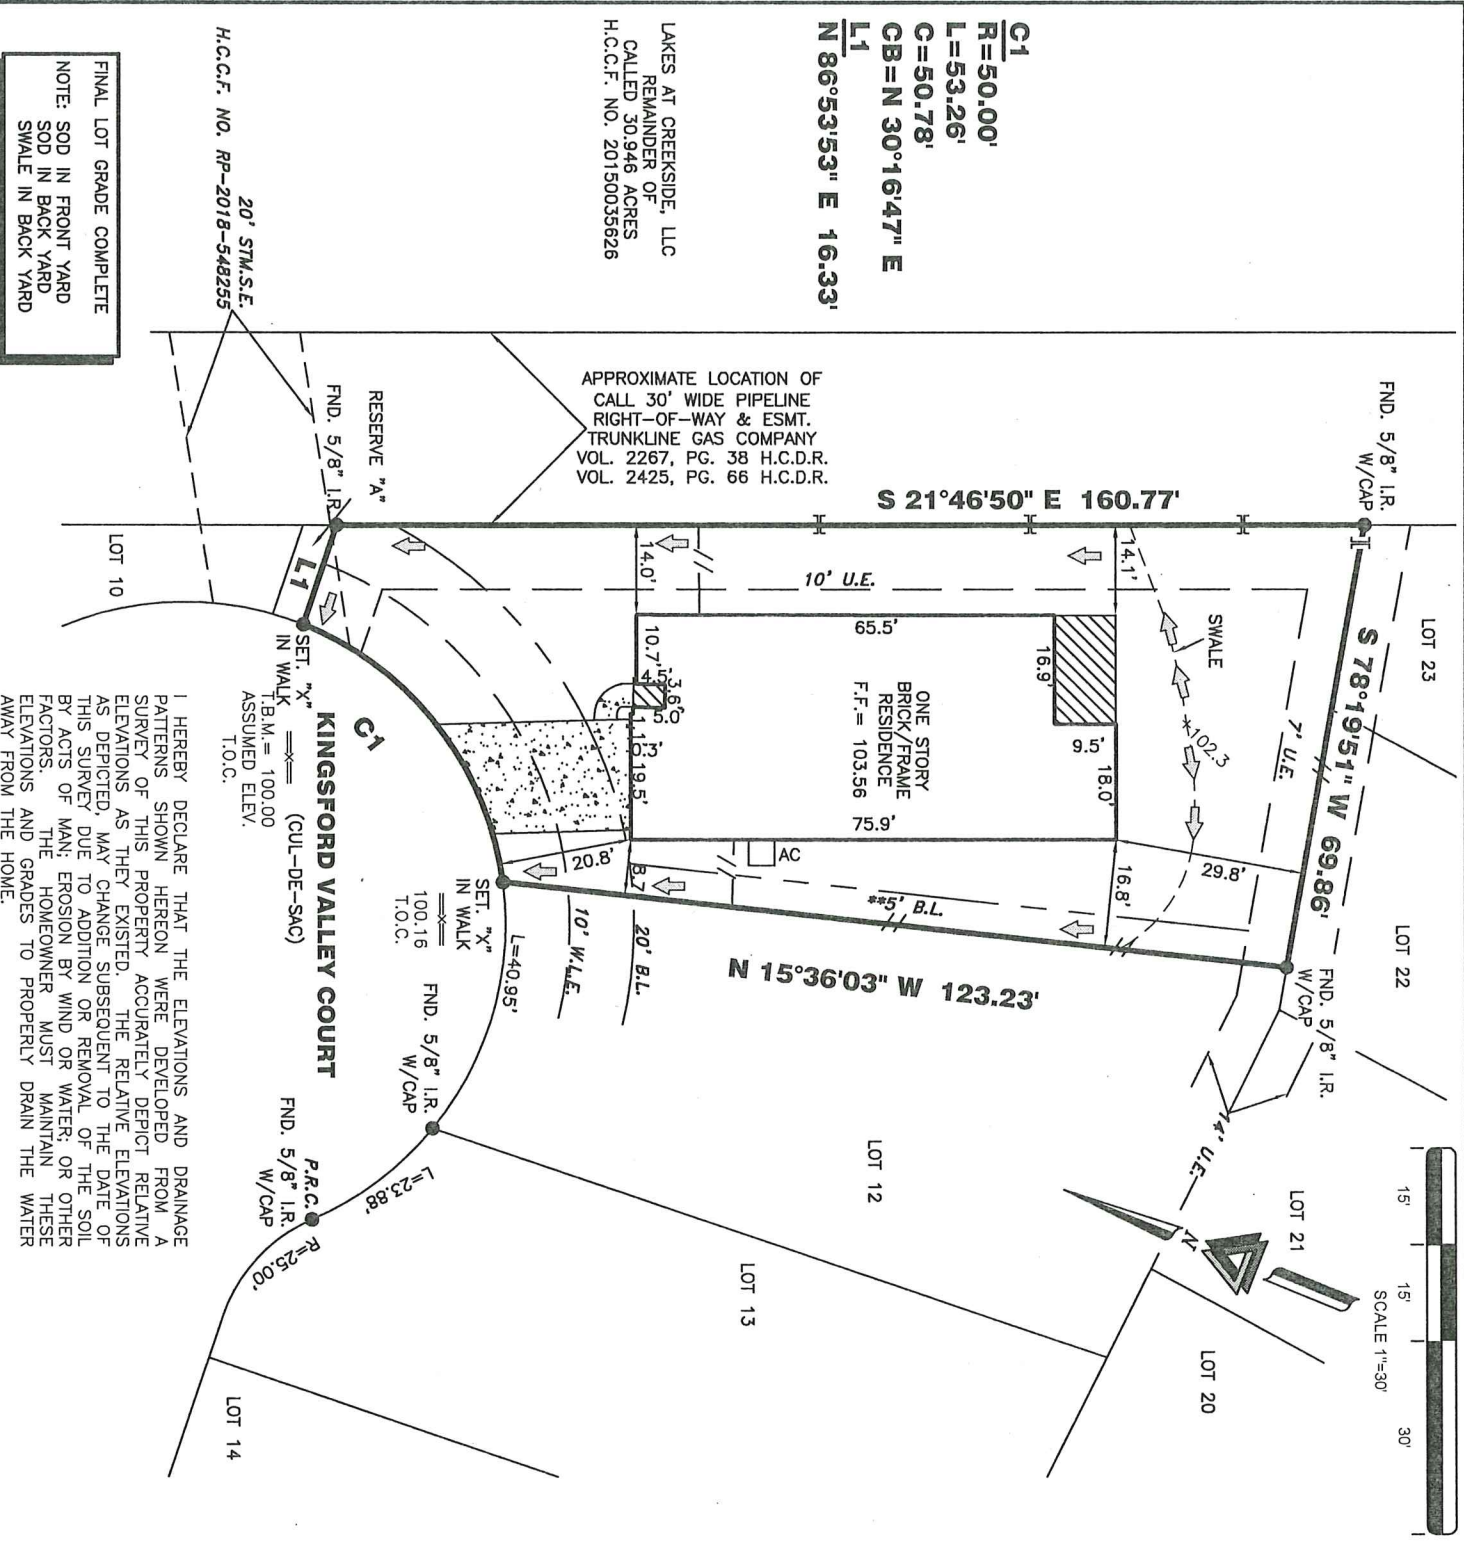 C1
R=50.00'
L=53.26'
C=50.78'
CB=N 30°16'47" E
L1
N 86°53'53" E 16.33'
LAKES AT CREEKSIDE, LLC
REMAINDER OF
CALLED 30.946 ACRES
H.C.C.F. NO. 20150035626
20' STM.S.E.
H.C.C.F. NO. RP-2018-548255
FINAL LOT GRADE COMPLETE
NOTE: SOD IN FRONT YARD
SOD IN BACK YARD
SWALE IN BACK YARD
APPROXIMATE LOCATION OF
CALL 30' WIDE PIPELINE
RIGHT-OF-WAY & ESMT.
TRUNKLINE GAS COMPANY
VOL. 2267, PG. 38 H.C.D.R.
VOL. 2425, PG. 66 H.C.D.R.
RESERVE "A"
FND. 5/8" I.R.
FND. 5/8" I.R.
W/CAP
S 21°46'50" E 160.77'
LOT 23
S 78°19'51" W 69.86'
7' U.E.
LOT 22
SWALE
102.3
14.1'
14.0'
10' U.E.
65.5'
16.9'
9.5'
18.0'
ONE STORY
BRICK/FRAME
RESIDENCE
F.F.= 103.56
75.9'
10.7'
4.5'
3.6'
5.0'
19.5'
AC
20.8'
8.7
16.8'
29.8'
**5' B.L.
N 15°36'03" W 123.23'
20' B.L.
10' W.L.E.
LOT 10
L1
SET. "X"
IN WALK
C1
KINGSFORD VALLEY COURT
(CUL-DE-SAC)
T.B.M.= 100.00
ASSUMED ELEV.
T.O.C.
SET. "X"
IN WALK
100.16
T.O.C.
L=40.95'
FND. 5/8" I.R.
W/CAP
FND. 5/8" I.R.
W/CAP
14' U.E.
L=23.88'
P.R.C.
FND. 5/8" I.R.
W/CAP
R=25.00'
LOT 12
LOT 13
LOT 14
LOT 20
LOT 21
N
15'
15'
30'
SCALE 1"=30'
I HEREBY DECLARE THAT THE ELEVATIONS AND DRAINAGE
PATTERNS SHOWN HEREON WERE DEVELOPED FROM A
SURVEY OF THIS PROPERTY ACCURATELY DEPICT RELATIVE
ELEVATIONS AS THEY EXISTED. THE RELATIVE ELEVATIONS
AS DEPICTED, MAY CHANGE SUBSEQUENT TO THE DATE OF
THIS SURVEY DUE TO ADDITION OR REMOVAL OF THE SOIL
BY ACTS OF MAN; EROSION BY WIND OR WATER; OR OTHER
FACTORS. THE HOMEOWNER MUST MAINTAIN THESE
ELEVATIONS AND GRADES TO PROPERLY DRAIN THE WATER
AWAY FROM THE HOME.